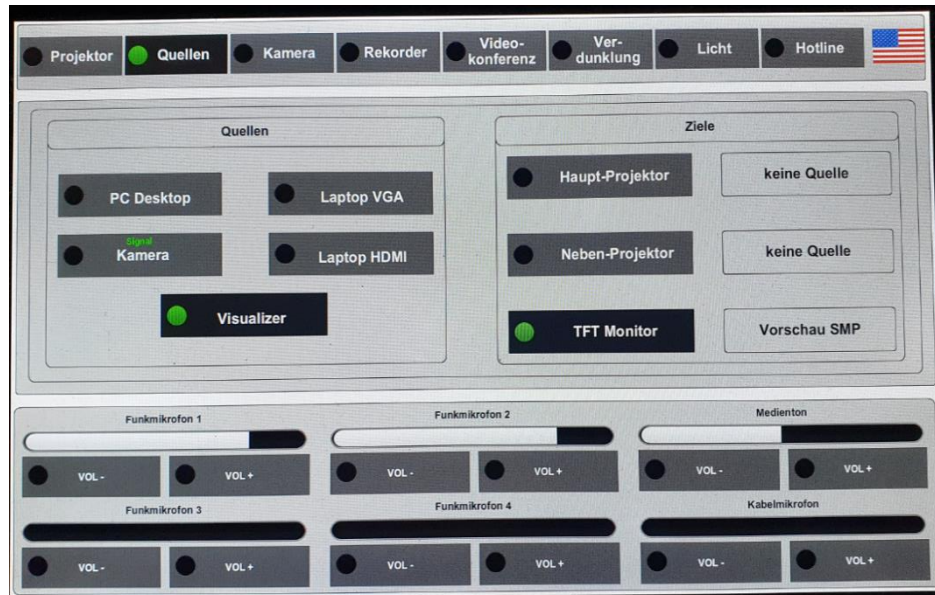 Projektor
Quellen
Kamera
Rekorder
Video-
konferenz
Ver-
dunklung
Licht
Hotline
Quellen
PC Desktop
Laptop VGA
Signal
Kamera
Laptop HDMI
Visualizer
Ziele
Haupt-Projektor
keine Quelle
Neben-Projektor
keine Quelle
TFT Monitor
Vorschau SMP
Funkmikrofon 1
Funkmikrofon 2
Medienton
VOL -
VOL +
VOL -
VOL +
VOL -
VOL +
Funkmikrofon 3
Funkmikrofon 4
Kabelmikrofon
VOL -
VOL +
VOL -
VOL +
VOL -
VOL +